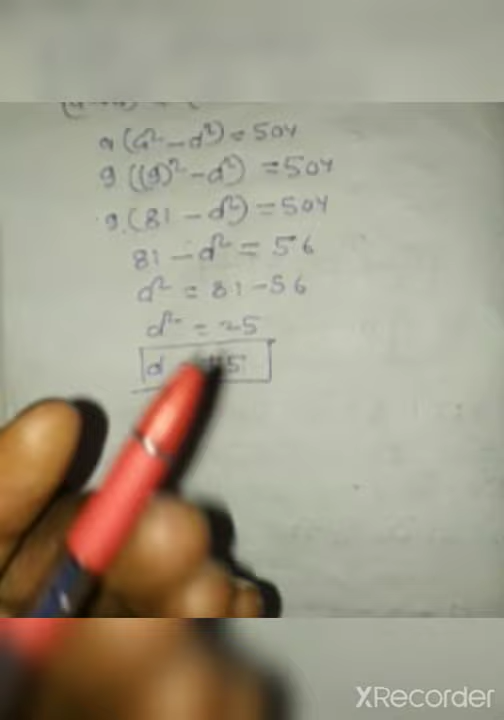 a(a²-d²)=504
9((9)²-d²)=504
9.(81-d²)=504
81-d²=56
d²=81-56
d²=25
d 5
XRecorder